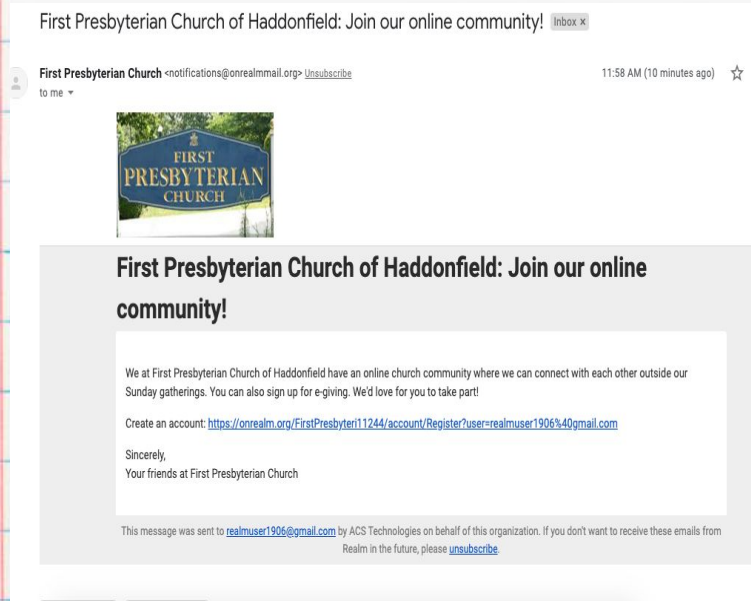 First Presbyterian Church of Haddonfield: Join our online community! Inbox x
First Presbyterian Church <notifications@onrealmmail.org> Unsubscribe 11:58 AM (10 minutes ago)
to me
FIRST
PRESBYTERIAN
CHURCH
First Presbyterian Church of Haddonfield: Join our online
community!
We at First Presbyterian Church of Haddonfield have an online church community where we can connect with each other outside our
Sunday gatherings. You can also sign up for e-giving. We'd love for you to take part!
Create an account: https://onrealm.org/FirstPresbyteri11244/account/Register?user=realmuser1906%40gmail.com
Sincerely,
Your friends at First Presbyterian Church
This message was sent to realmuser1906@gmail.com by ACS Technologies on behalf of this organization. If you don't want to receive these emails from
Realm in the future, please unsubscribe.